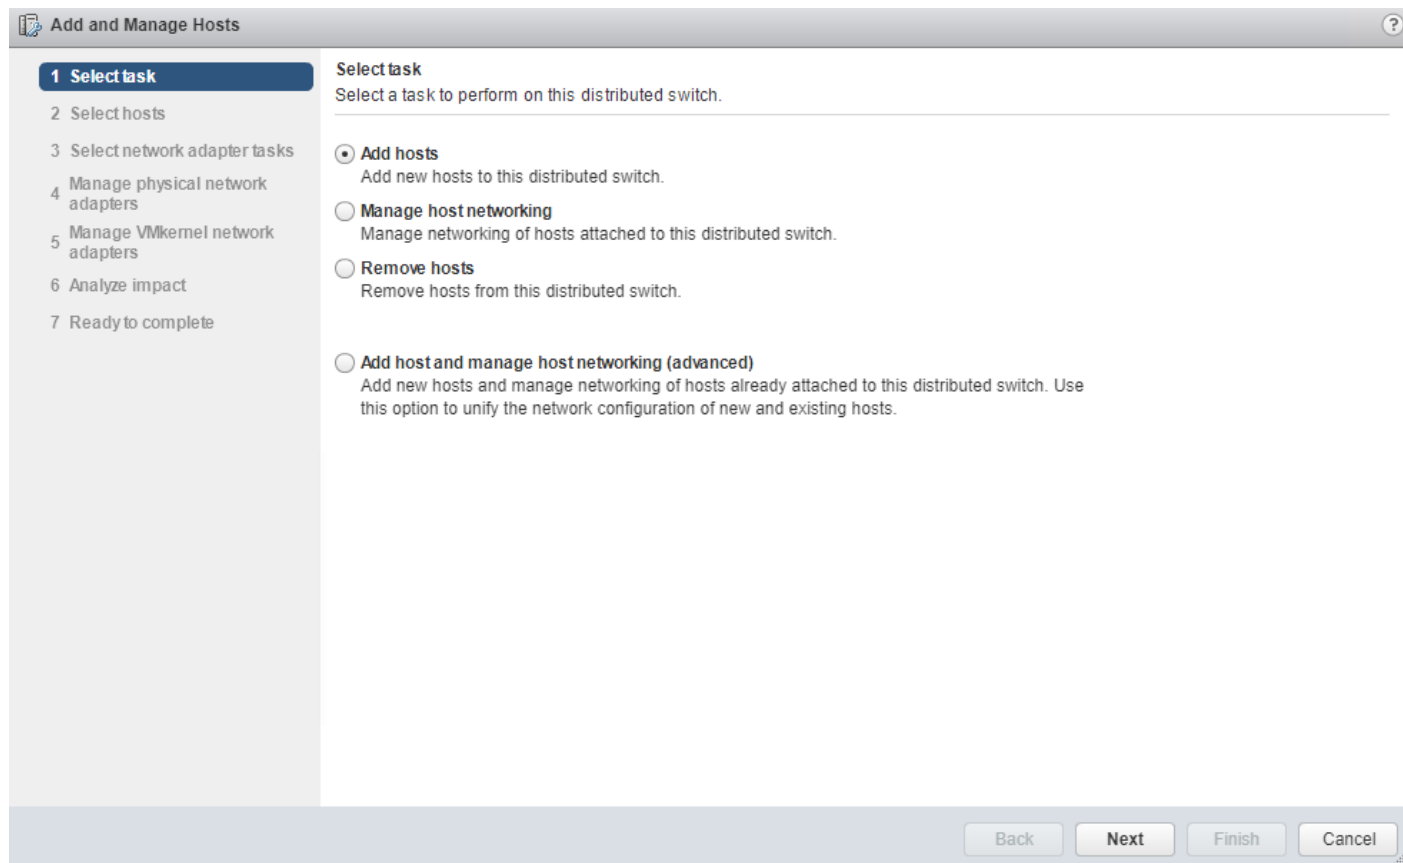 Add and Manage Hosts
?
1 Select task
2 Select hosts
3 Select network adapter tasks
4 Manage physical network
adapters
5 Manage VMkernel network
adapters
6 Analyze impact
7 Ready to complete
Select task
Select a task to perform on this distributed switch.
Add hosts
Add new hosts to this distributed switch.
Manage host networking
Manage networking of hosts attached to this distributed switch.
Remove hosts
Remove hosts from this distributed switch.
Add host and manage host networking (advanced)
Add new hosts and manage networking of hosts already attached to this distributed switch. Use
this option to unify the network configuration of new and existing hosts.
Back Next Finish Cancel